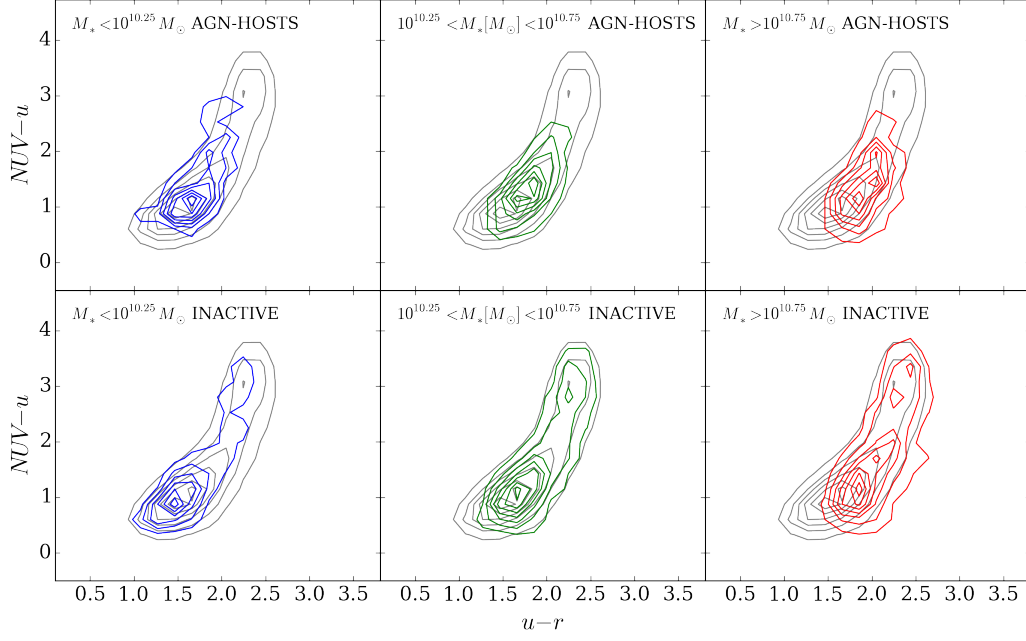 M* < 10^10.25 M⊙ AGN-HOSTS
10^10.25 < M*[M⊙] < 10^10.75 AGN-HOSTS
M* > 10^10.75 M⊙ AGN-HOSTS
4
3
2
1
0
NUV−u
M* < 10^10.25 M⊙ INACTIVE
10^10.25 < M*[M⊙] < 10^10.75 INACTIVE
M* > 10^10.75 M⊙ INACTIVE
4
3
2
1
0
NUV−u
0.5 1.0 1.5 2.0 2.5 3.0 3.5
0.5 1.0 1.5 2.0 2.5 3.0 3.5
0.5 1.0 1.5 2.0 2.5 3.0 3.5
u−r